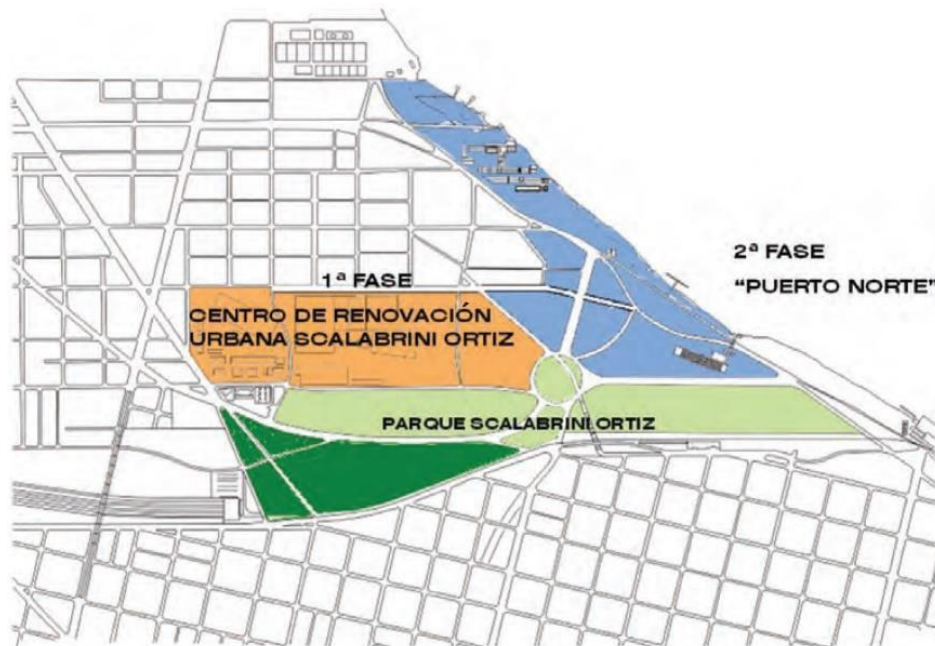 2ª FASE
"PUERTO NORTE"
1ª FASE
CENTRO DE RENOVACIÓN
URBANA SCALABRINI ORTIZ
PARQUE SCALABRINI ORTIZ